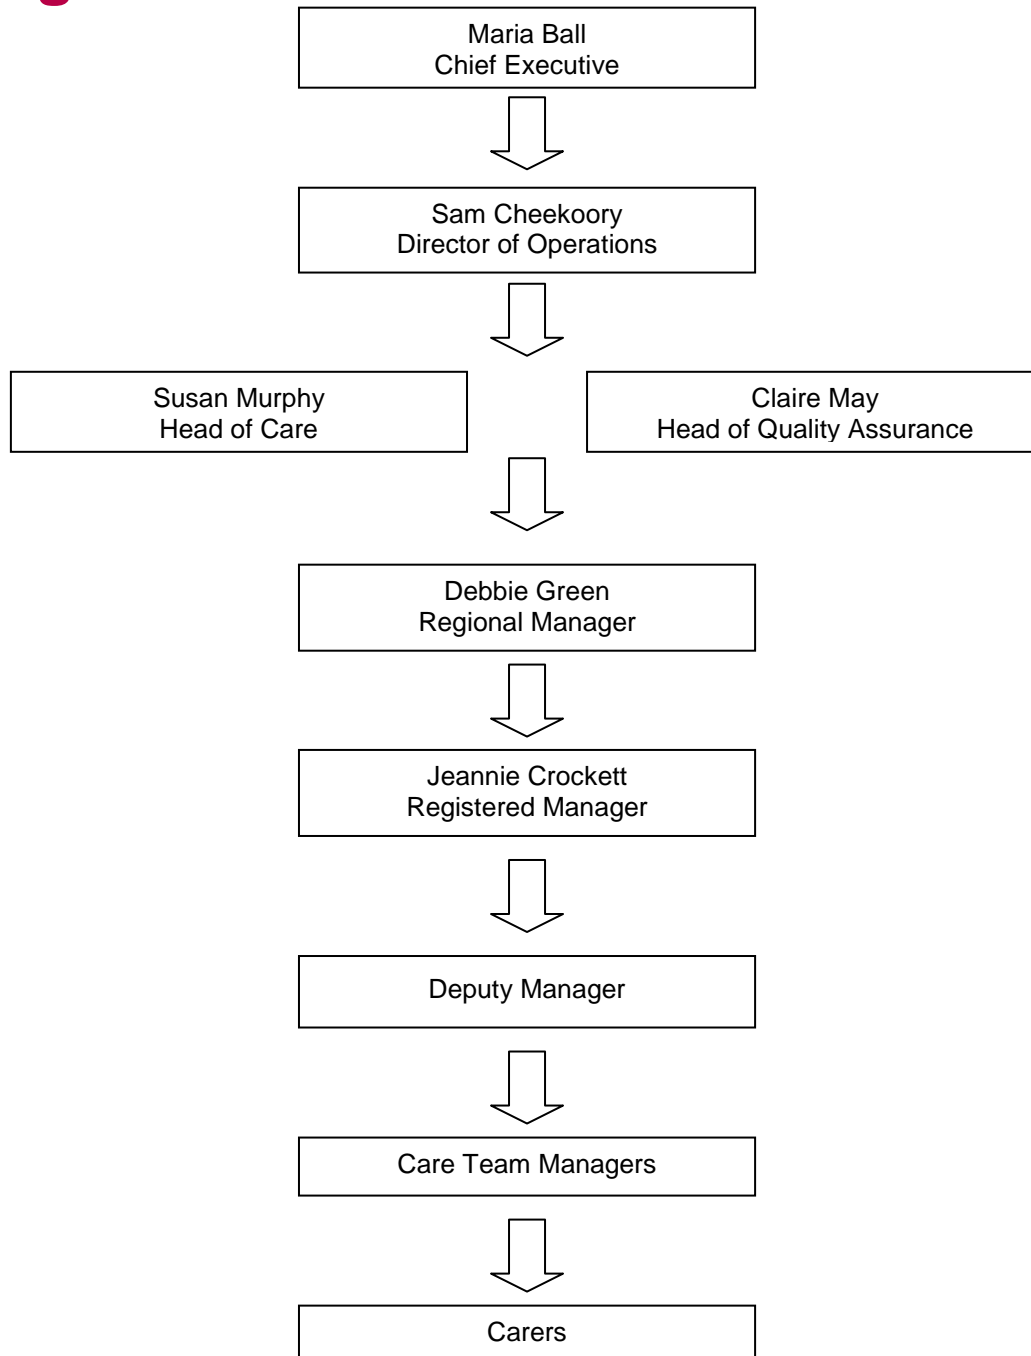 Maria Ball
Chief Executive
Sam Cheekoory
Director of Operations
Susan Murphy
Head of Care
Claire May
Head of Quality Assurance
Debbie Green
Regional Manager
Jeannie Crockett
Registered Manager
Deputy Manager
Care Team Managers
Carers